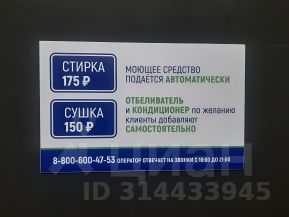 СТИРКА
175 ₽
МОЮЩЕЕ СРЕДСТВО
ПОДАЁТСЯ АВТОМАТИЧЕСКИ
СУШКА
150 ₽
ОТБЕЛИВАТЕЛЬ
и КОНДИЦИОНЕР по желанию
клиенты добавляют
САМОСТОЯТЕЛЬНО
8-800-600-47-53 ОПЕРАТОР ОТВЕЧАЕТ НА ЗВОНКИ С 10:00 ДО 21:00
ЦИАН
ID 314433945